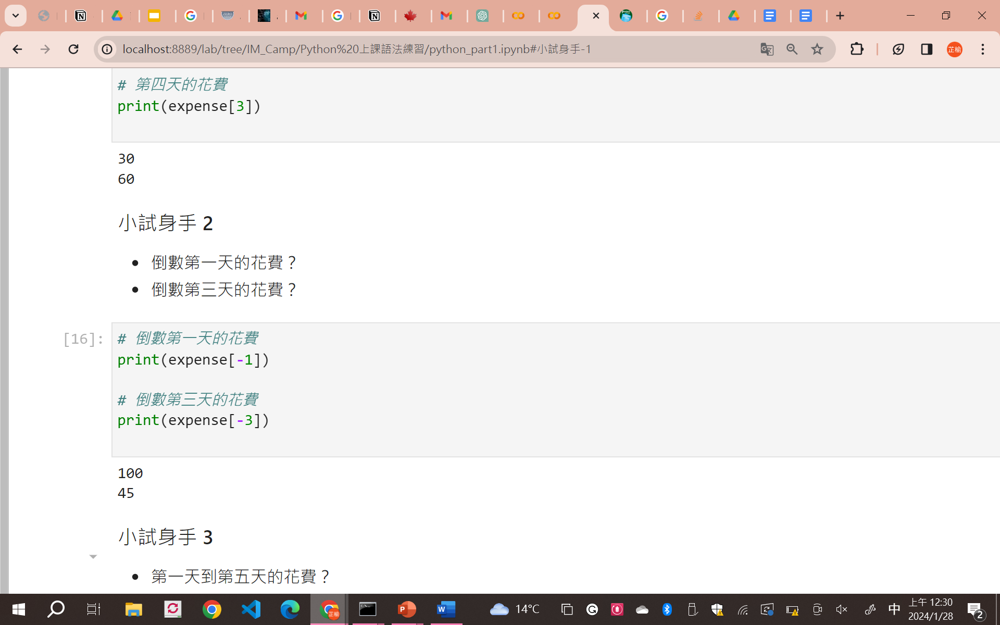 localhost:8889/lab/tree/IM_Camp/Python%20上課語法練習/python_part1.ipynb#小試身手-1
芷榆
# 第四天的花費
print(expense[3])
30
60
小試身手 2
• 倒數第一天的花費？
• 倒數第三天的花費？
[16]:
# 倒數第一天的花費
print(expense[-1])
# 倒數第三天的花費
print(expense[-3])
100
45
小試身手 3
• 第一天到第五天的花費？
14°C
中
上午 12:30
2024/1/28
2